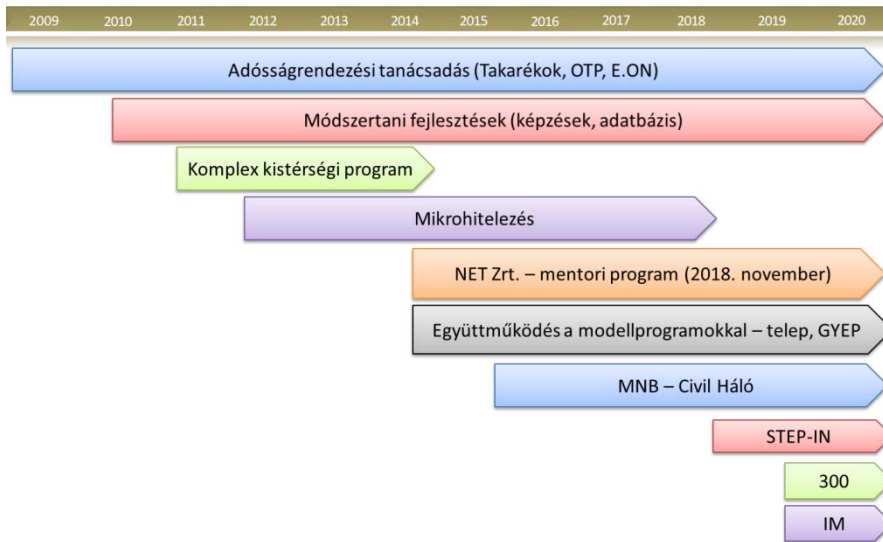 2009 2010 2011 2012 2013 2014 2015 2016 2017 2018 2019 2020
Adósságrendezési tanácsadás (Takarékok, OTP, E.ON)
Módszertani fejlesztések (képzések, adatbázis)
Komplex kistérségi program
Mikrohitelezés
NET Zrt. – mentori program (2018. november)
Együttműködés a modellprogramokkal – telep, GYEP
MNB – Civil Háló
STEP-IN
300
IM